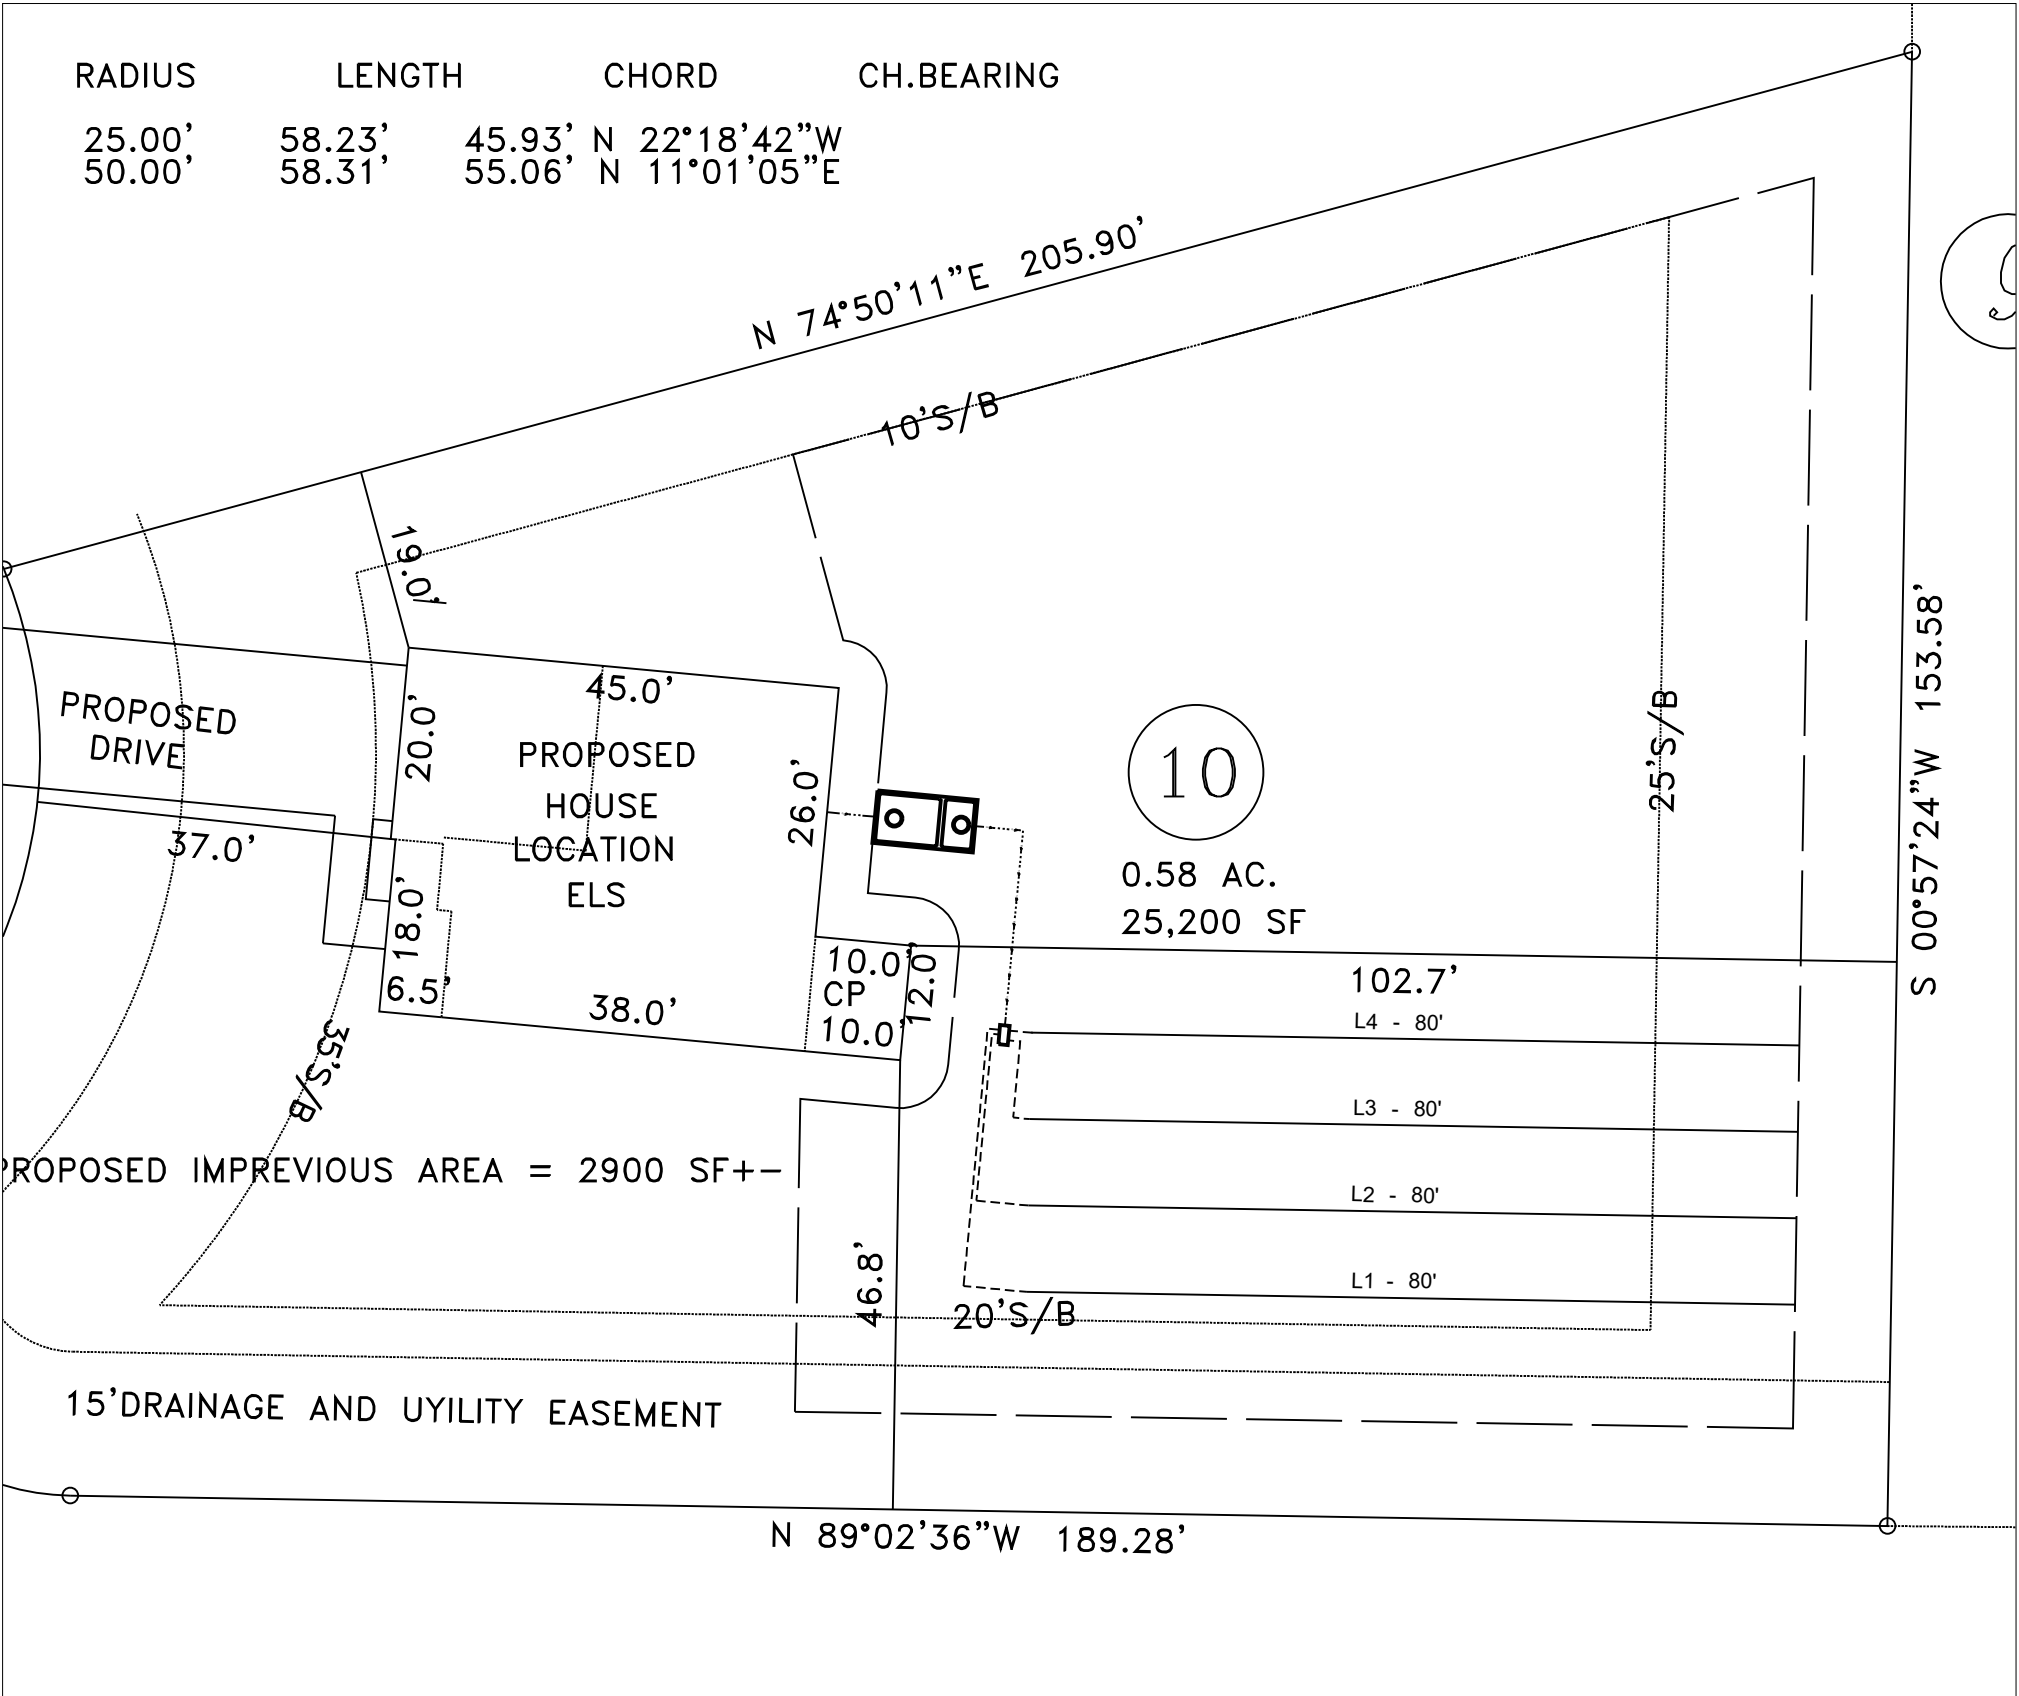 RADIUS LENGTH CHORD CH.BEARING
25.00' 58.23' 45.93' N 22°18'42"W
50.00' 58.31' 55.06' N 11°01'05"E
N 74°50'11"E 205.90'
10'S/B
9
19.0'
45.0'
20.0'
PROPOSED
DRIVE
37.0'
PROPOSED
HOUSE
LOCATION
ELS
26.0'
18.0'
6.5'
38.0'
10.0'
CP
10.0'
12.0'
10
0.58 AC.
25,200 SF
25'S/B
S 00°57'24"W 153.58'
102.7'
L4 - 80'
L3 - 80'
L2 - 80'
L1 - 80'
35'S/B
PROPOSED IMPREVIOUS AREA = 2900 SF+-
46.8'
20'S/B
15'DRAINAGE AND UYILITY EASEMENT
N 89°02'36"W 189.28'